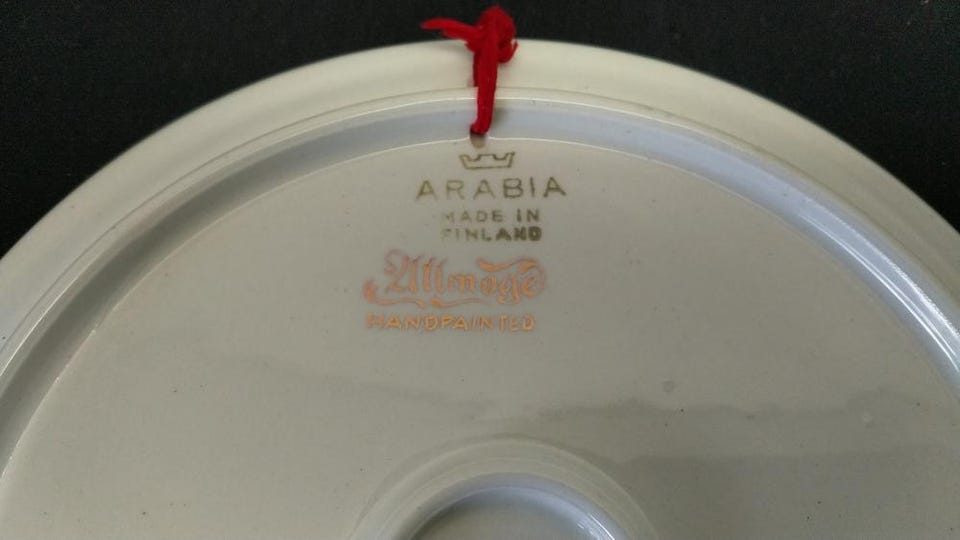 ARABIA
MADE IN
FINLAND
Allmoge
HANDPAINTED